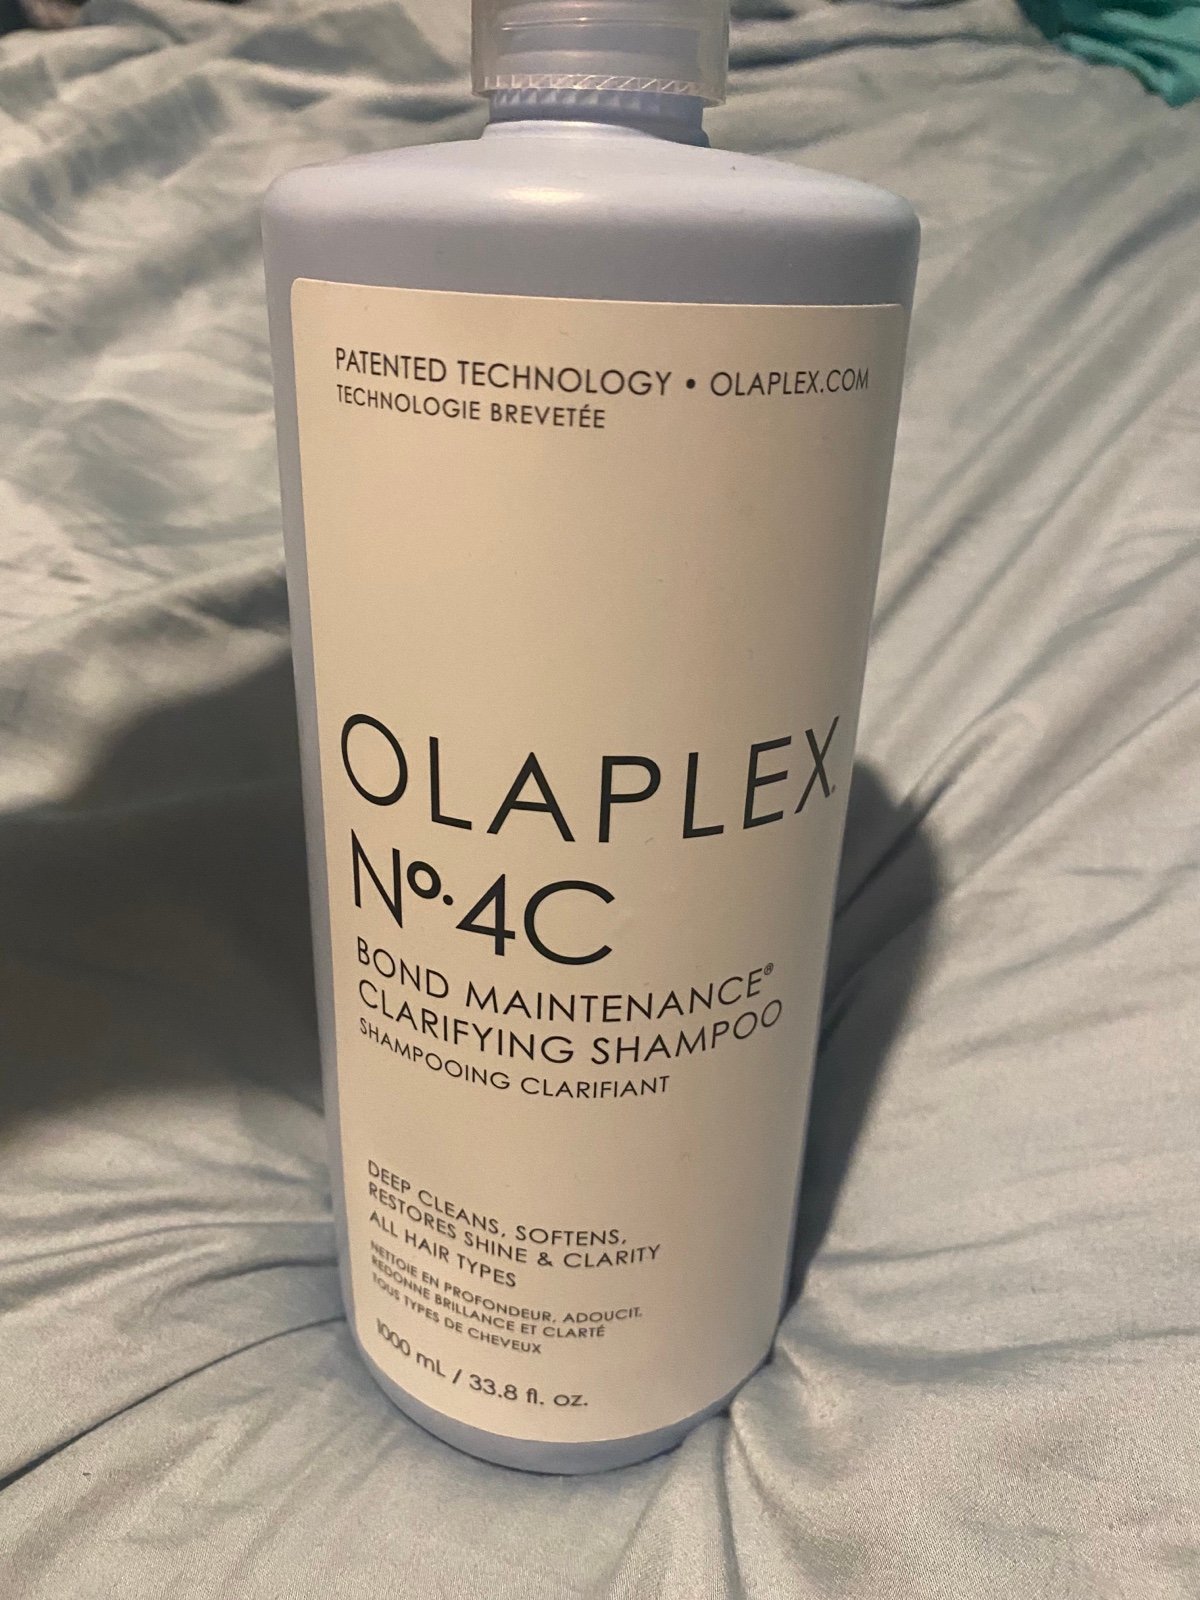 PATENTED TECHNOLOGY • OLAPLEX.COM
TECHNOLOGIE BREVETÉE
OLAPLEX.
Nº.4C
BOND MAINTENANCE®
CLARIFYING SHAMPOO
SHAMPOOING CLARIFIANT
DEEP CLEANS, SOFTENS,
RESTORES SHINE & CLARITY
ALL HAIR TYPES
NETTOIE EN PROFONDEUR, ADOUCIT,
REDONNE BRILLANCE ET CLARTÉ
TOUS TYPES DE CHEVEUX
1000 mL / 33.8 fl. oz.